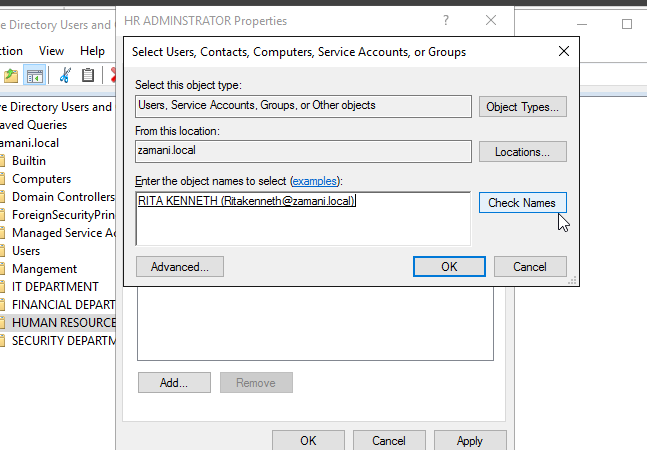 HR ADMINSTRATOR Properties
?
e Directory Users and
ction View Help
Select Users, Contacts, Computers, Service Accounts, or Groups
Select this object type:
Users, Service Accounts, Groups, or Other objects
Object Types...
From this location:
zamani.local
Locations...
Enter the object names to select (examples):
RITA KENNETH (Ritakenneth@zamani.local)
Check Names
Advanced...
OK
Cancel
e Directory Users and
aved Queries
amani.local
Builtin
Computers
Domain Controllers
ForeignSecurityPrin
Managed Service Ac
Users
Mangement
IT DEPARTMENT
FINANCIAL DEPART
HUMAN RESOURCE
SECURITY DEPARTM
Add...
Remove
OK
Cancel
Apply